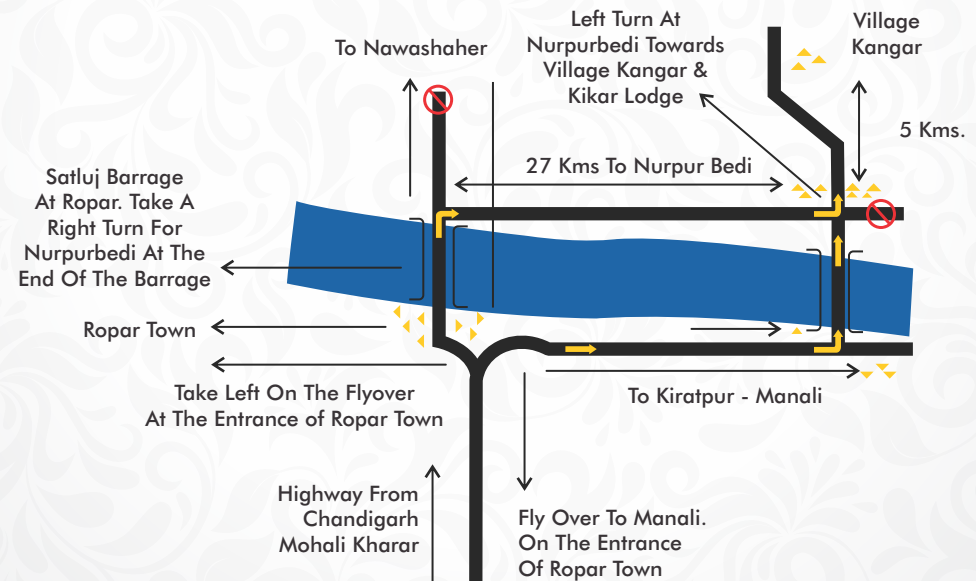 To Nawashaher
Left Turn At
Nurpurbedi Towards
Village Kangar &
Kikar Lodge
Village
Kangar
5 Kms.
27 Kms To Nurpur Bedi
Satluj Barrage
At Ropar. Take A
Right Turn For
Nurpurbedi At The
End Of The Barrage
Ropar Town
Take Left On The Flyover
At The Entrance of Ropar Town
To Kiratpur - Manali
Highway From
Chandigarh
Mohali Kharar
Fly Over To Manali.
On The Entrance
Of Ropar Town